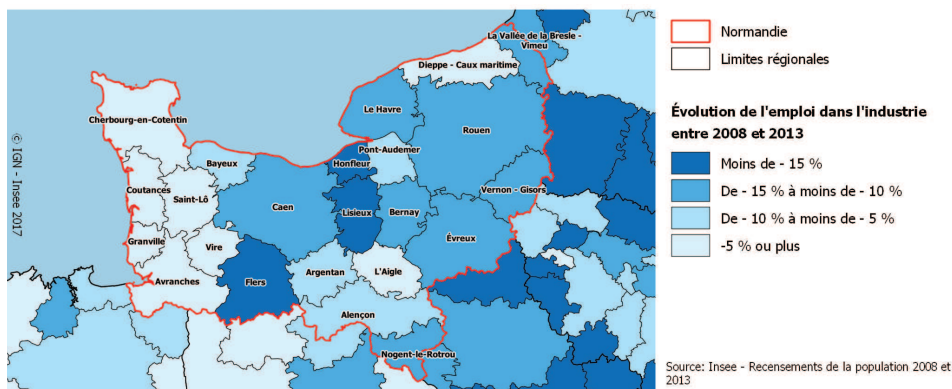 La Vallée de la Bresle -
Vimeu
Dieppe - Caux maritime
Cherbourg-en-Cotentin
Le Havre
Rouen
Pont-Audemer
Honfleur
Bayeux
Coutances
Saint-Lô
Caen
Lisieux
Bernay
Vernon - Gisors
Évreux
Granville
Vire
Avranches
Flers
Argentan
L'Aigle
Alençon
Nogent-le-Rotrou
© IGN - Insee 2017
Normandie
Limites régionales
Évolution de l'emploi dans l'industrie
entre 2008 et 2013
Moins de - 15 %
De - 15 % à moins de - 10 %
De - 10 % à moins de - 5 %
-5 % ou plus
Source: Insee - Recensements de la population 2008 et
2013